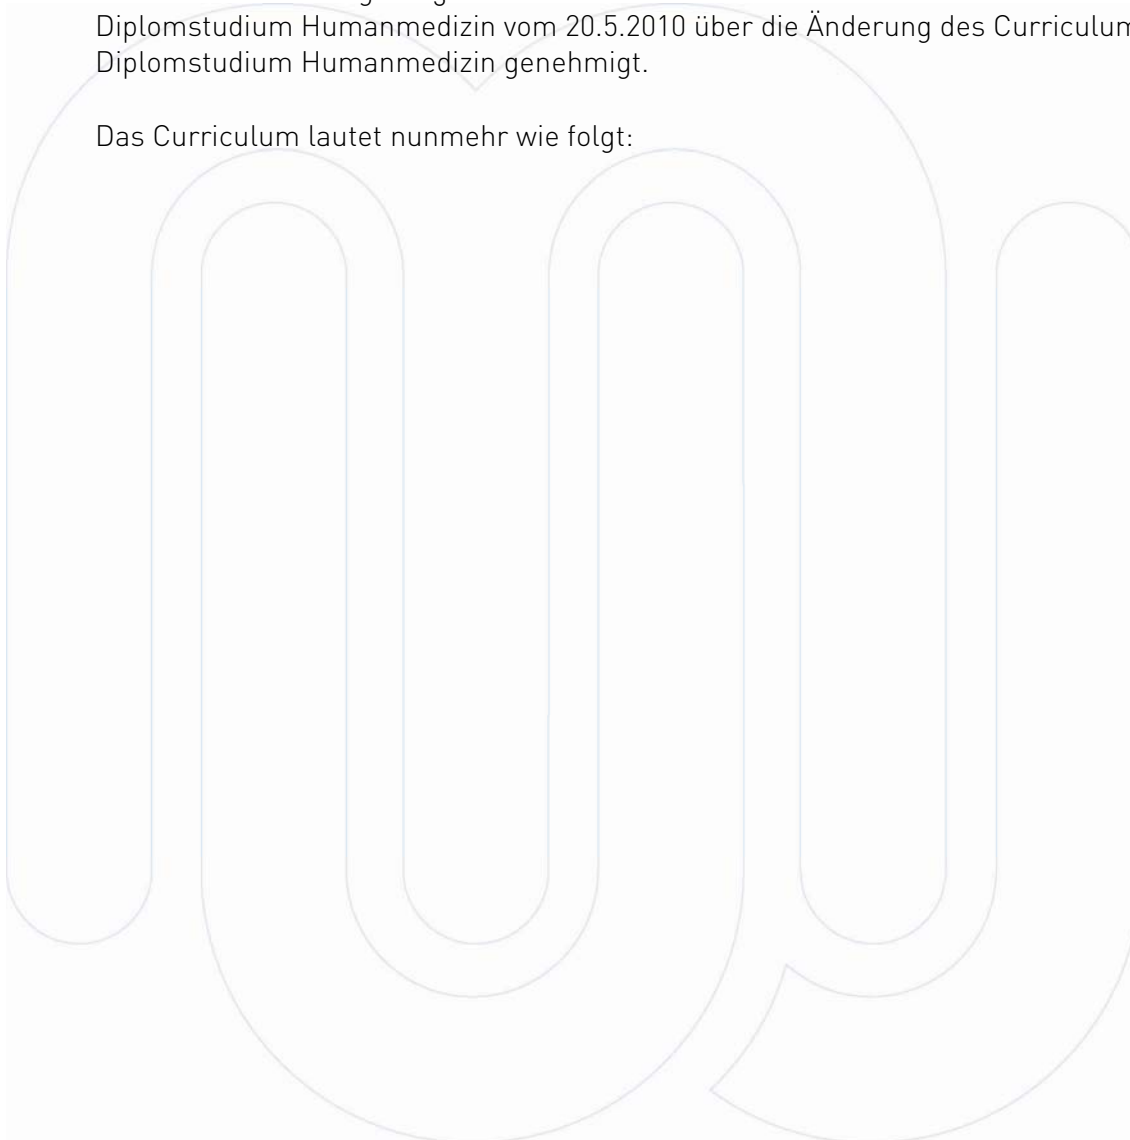 Diplomstudium Humanmedizin vom 20.5.2010 über die Änderung des Curriculum
Diplomstudium Humanmedizin genehmigt.
Das Curriculum lautet nunmehr wie folgt: